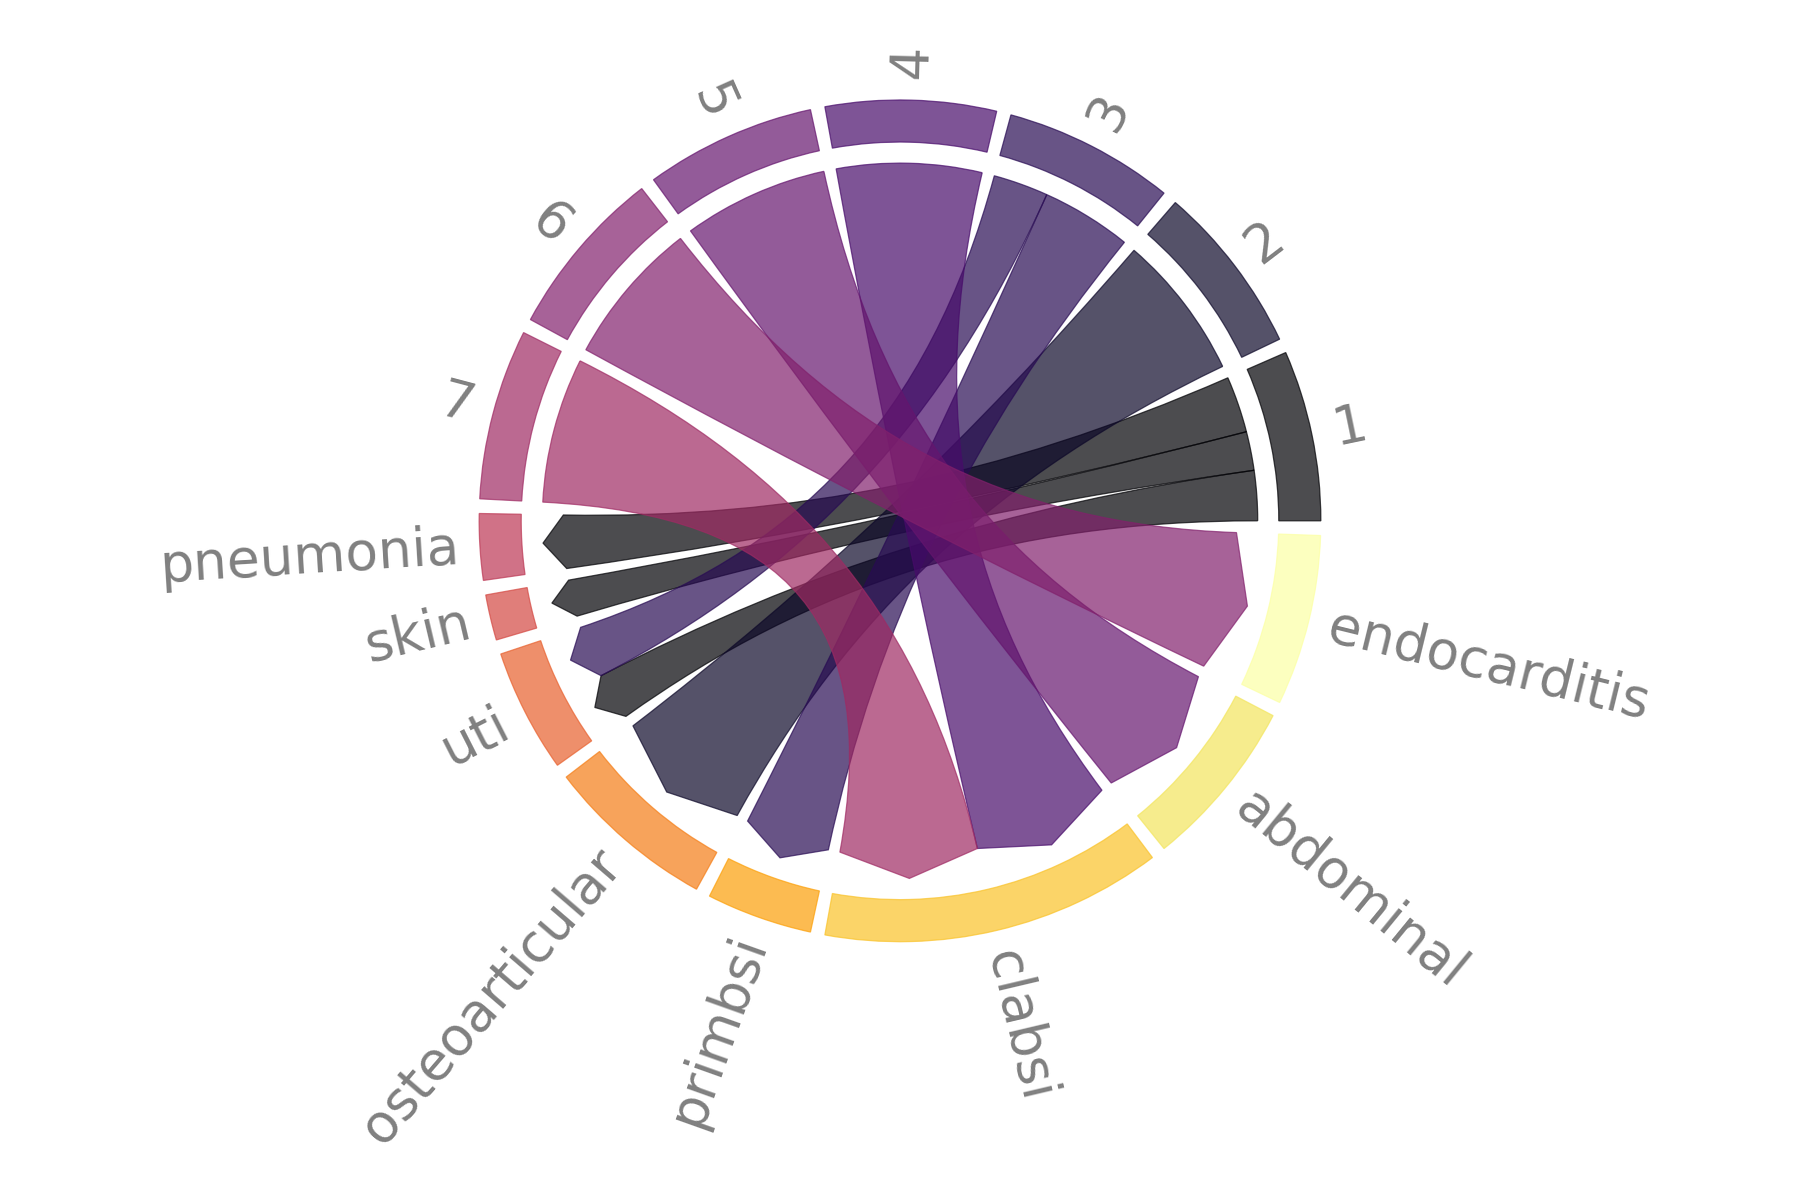 4
3
5
2
6
7
1
pneumonia
skin
endocarditis
uti
abdominal
osteoarticular
primbsi
clabsi